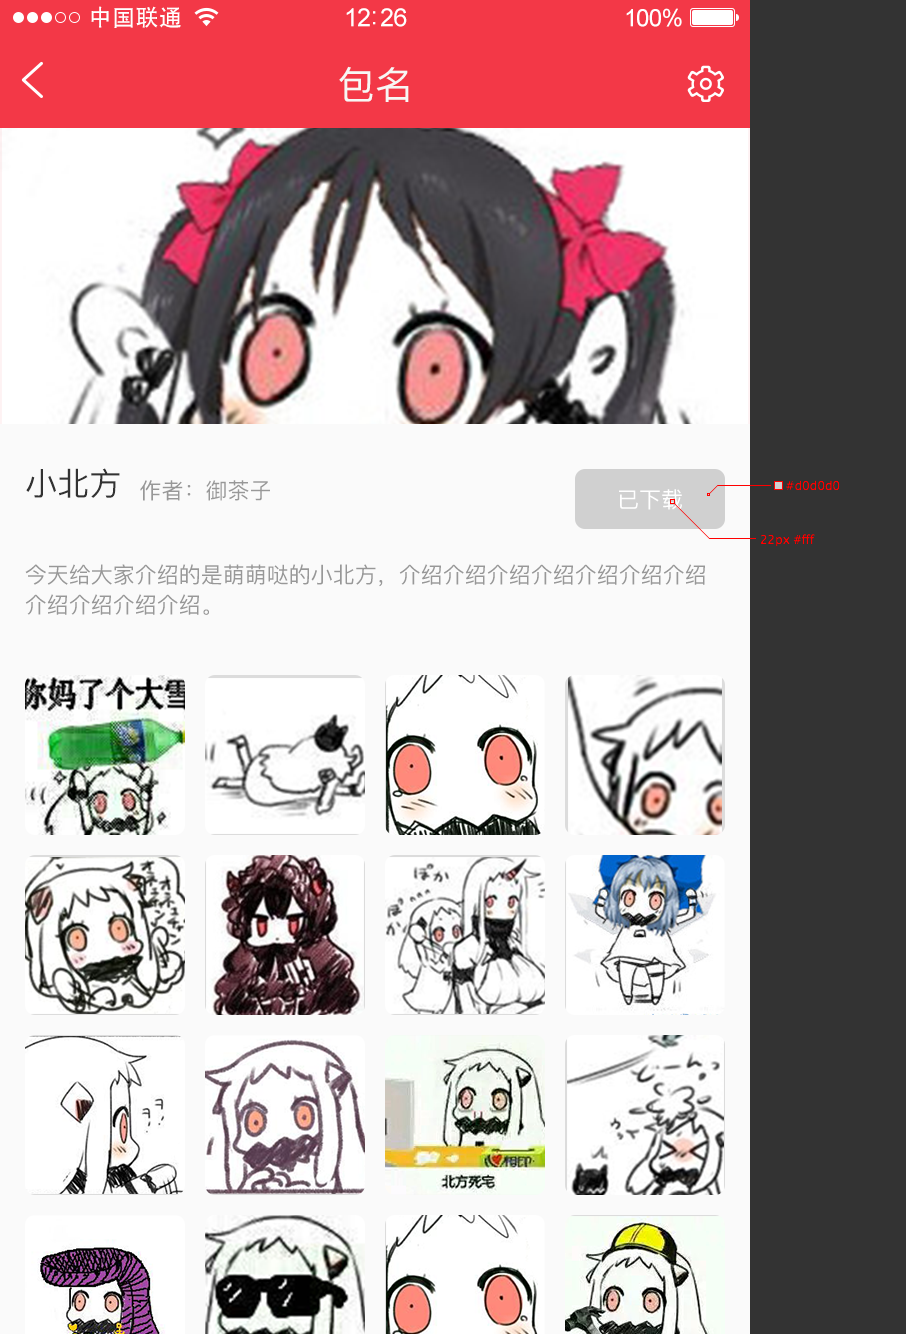 中国联通 12:26 100%
包名
小北方 作者：御茶子
已下载
#d0d0d0
22px #fff
今天给大家介绍的是萌萌哒的小北方，介绍介绍介绍介绍介绍介绍介绍
介绍介绍介绍介绍。
你妈了个大雪
ぽか
北方死宅